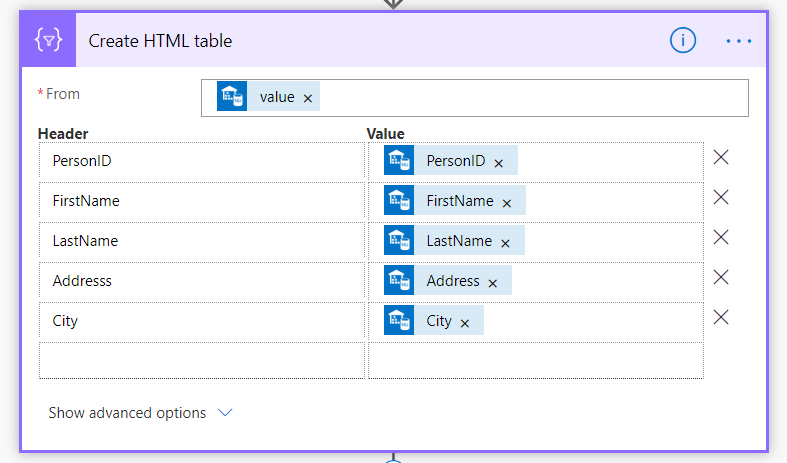 Create HTML table
* From
value ×
Header Value
PersonID PersonID ×
FirstName FirstName ×
LastName LastName ×
Addresss Address ×
City City ×
Show advanced options